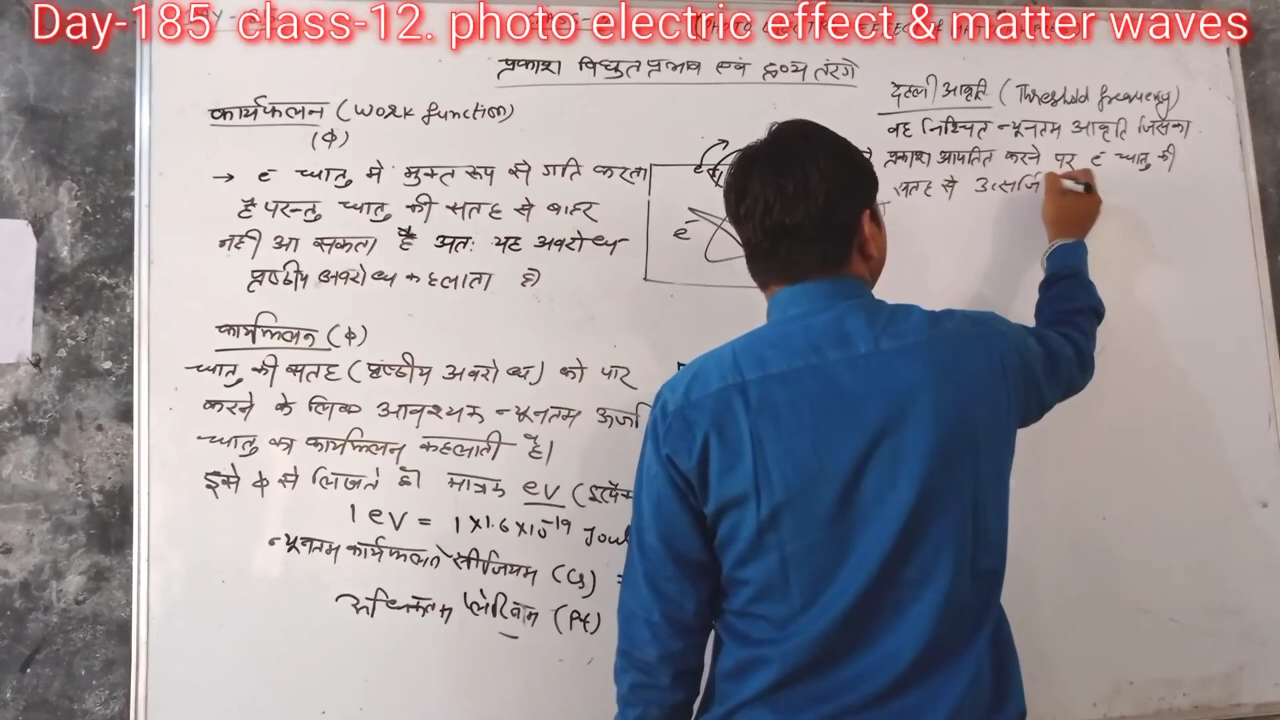 Day-185 class-12. photo electric effect & matter waves
प्रकाश विद्युत प्रभाव एवं द्रव्य तंरगे
कार्यफलन (Work function)
(ϕ)
→ e⁻ धातु मे मुक्त रूप से गति करता
है परन्तु धातु की सतह से बाहर
नही आ सकता है अतः यह अवरोध
पृष्ठीय अवरोध कहलाता है।
कार्यफलन (ϕ)
धातु की सतह (पृष्ठीय अवरोध) को पार
करने के लिए आवश्यक न्यूनतम ऊर्जा
धातु का कार्यफलन कहलाती है।
इसे ϕ से लिखते है। मात्रक eV
1 eV = 1×1.6×10⁻¹⁹ Joul
न्यूनतम कार्यफलन सीजियम (Cs) =
अधिकतम प्लेटिनम (Pt)
e⁻
देहली आवृति (Threshold frequency)
वह निश्चित न्यूनतम आवृति जिसका
प्रकाश आपतित करने पर e⁻ धातु की
सतह से उत्सर्जि